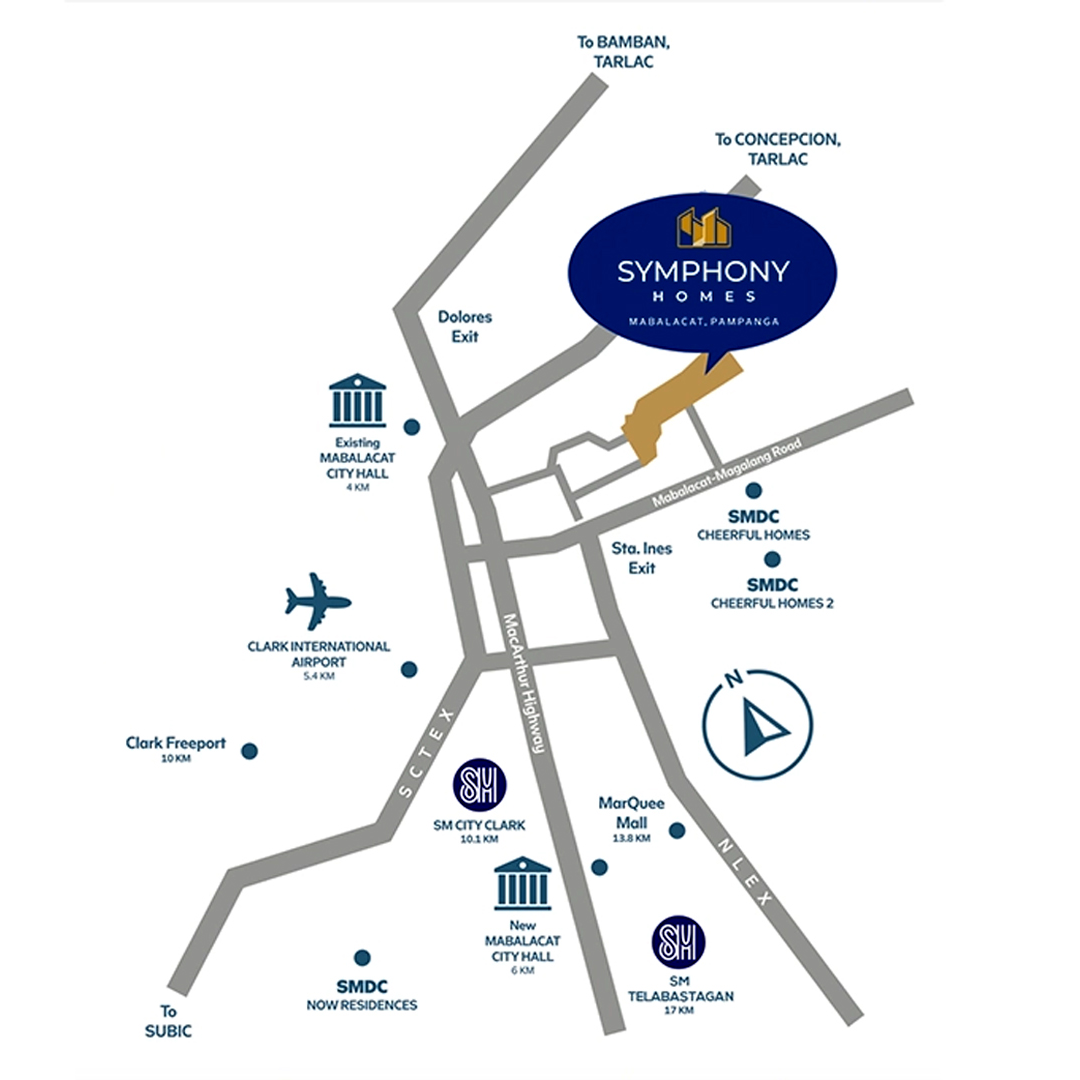 To BAMBAN,
TARLAC
To CONCEPCION,
TARLAC
SYMPHONY
HOMES
MABALACAT, PAMPANGA
Dolores
Exit
Existing
MABALACAT
CITY HALL
4 KM
Mabalacat-Magalang Road
SMDC
CHEERFUL HOMES
Sta. Ines
Exit
SMDC
CHEERFUL HOMES 2
CLARK INTERNATIONAL
AIRPORT
5.4 KM
MacArthur Highway
N
SCTEX
Clark Freeport
10 KM
SM
SM CITY CLARK
10.1 KM
MarQuee
Mall
13.8 KM
NLEX
New
MABALACAT
CITY HALL
6 KM
SM
SM
TELABASTAGAN
17 KM
SMDC
NOW RESIDENCES
To
SUBIC